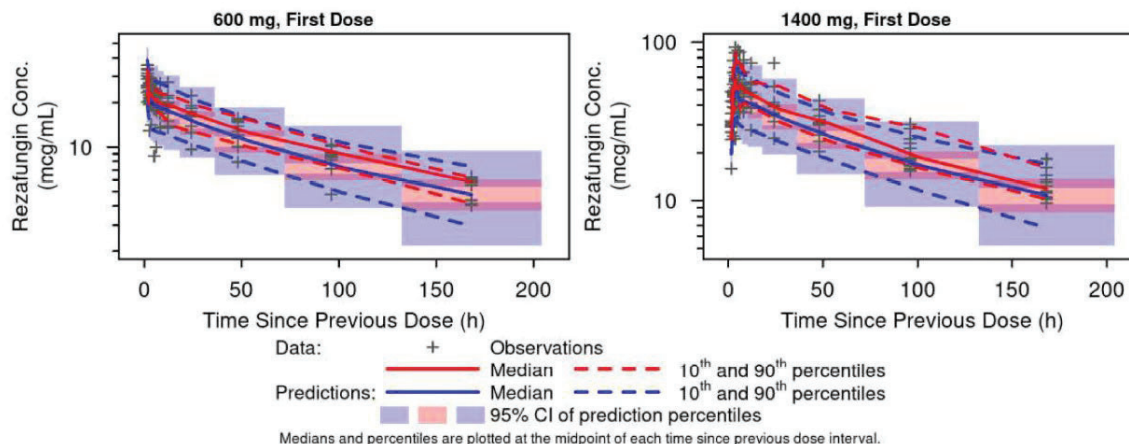 600 mg, First Dose
1400 mg, First Dose
Rezafungin Conc.
(mcg/mL)
10
0 50 100 150 200
Time Since Previous Dose (h)
Rezafungin Conc.
(mcg/mL)
100
10
0 50 100 150 200
Time Since Previous Dose (h)
Data: + Observations
Median 10th and 90th percentiles
Predictions: Median 10th and 90th percentiles
95% CI of prediction percentiles
Medians and percentiles are plotted at the midpoint of each time since previous dose interval.